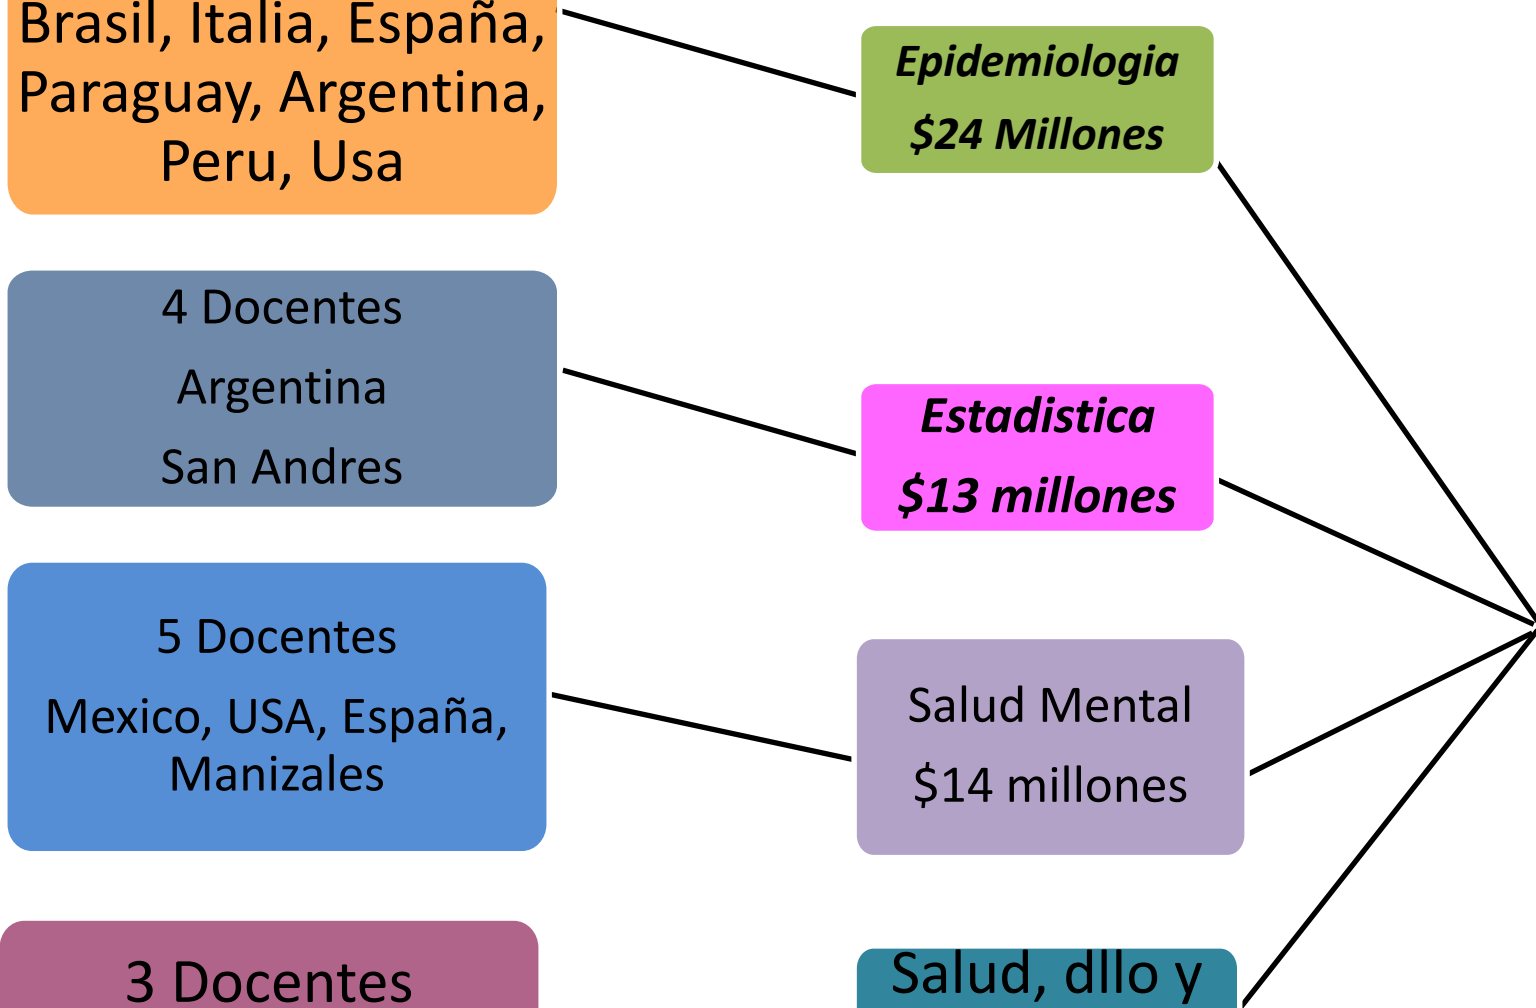 Brasil, Italia, España,
Paraguay, Argentina,
Peru, Usa
Epidemiologia
$24 Millones
4 Docentes
Argentina
San Andres
Estadistica
$13 millones
5 Docentes
Mexico, USA, España,
Manizales
Salud Mental
$14 millones
3 Docentes
Salud, dllo y